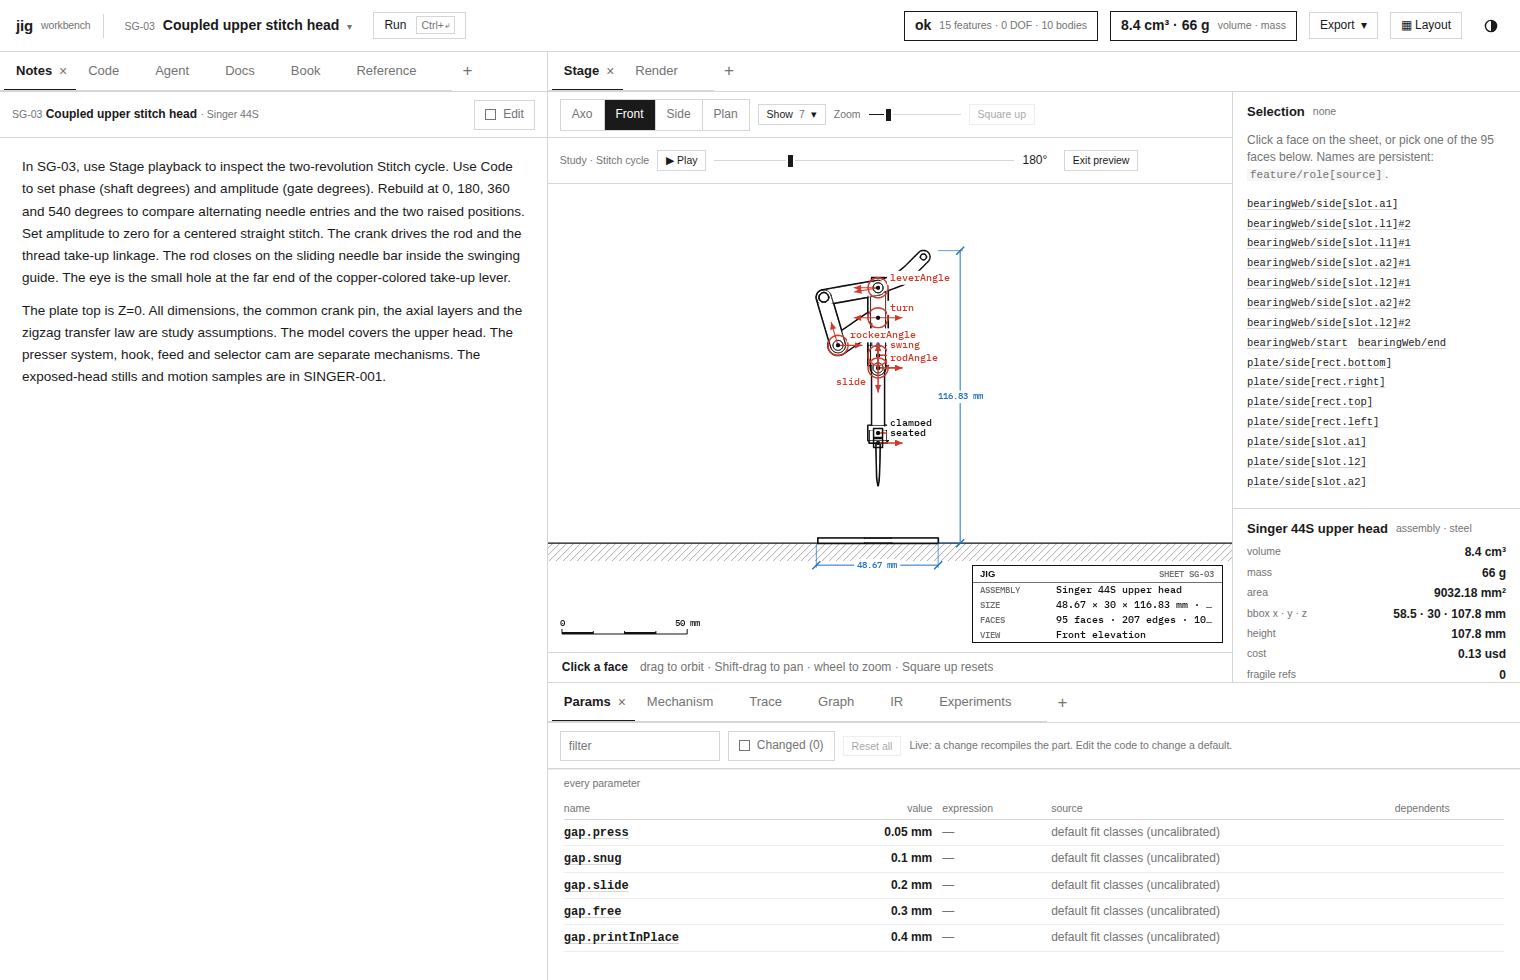 jig workbench SG-03 Coupled upper stitch head ▾ Run Ctrl+↲ ok 15 features · 0 DOF · 10 bodies 8.4 cm³ · 66 g volume · mass Export ▾ ▦ Layout
Notes × Code Agent Docs Book Reference +
SG-03 Coupled upper stitch head · Singer 44S Edit
In SG-03, use Stage playback to inspect the two-revolution Stitch cycle. Use Code
to set phase (shaft degrees) and amplitude (gate degrees). Rebuild at 0, 180, 360
and 540 degrees to compare alternating needle entries and the two raised positions.
Set amplitude to zero for a centered straight stitch. The crank drives the rod and the
thread take-up linkage. The rod closes on the sliding needle bar inside the swinging
guide. The eye is the small hole at the far end of the copper-colored take-up lever.
The plate top is Z=0. All dimensions, the common crank pin, the axial stations and the
zigzag transfer law are study assumptions. The model covers the upper head. The
presser system, hook, feed and selector cam are separate mechanisms. The
exposed-head stills and motion samples are in SINGER-001.
Stage × Render +
Axo Front Side Plan Show 7 ▾ Zoom Square up
Study · Stitch cycle ▶ Play 180° Exit preview
leverAngle
turn
rockerAngle
swing
rodAngle
slide
116.83 mm
clamped
seated
48.67 mm
0 50 mm
JIG SHEET SG-03
ASSEMBLY Singer 44S upper head
SIZE 48.67 × 30 × 116.83 mm · …
FACES 95 faces · 207 edges · 10…
VIEW Front elevation
Click a face drag to orbit · Shift-drag to pan · wheel to zoom · Square up resets
Selection none
Click a face on the sheet, or pick one of the 95
faces below. Names are persistent:
feature/role[source] .
bearingWeb/side[slot.a1]
bearingWeb/side[slot.l1]#2
bearingWeb/side[slot.l1]#1
bearingWeb/side[slot.a2]#1
bearingWeb/side[slot.l2]#1
bearingWeb/side[slot.a2]#2
bearingWeb/side[slot.l2]#2
bearingWeb/start bearingWeb/end
plate/side[rect.bottom]
plate/side[rect.right]
plate/side[rect.top]
plate/side[rect.left]
plate/side[slot.a1]
plate/side[slot.l2]
plate/side[slot.a2]
Singer 44S upper head assembly · steel
volume 8.4 cm³
mass 66 g
area 9032.18 mm²
bbox x · y · z 58.5 · 30 · 107.8 mm
height 107.8 mm
cost 0.13 usd
fragile refs 0
Params × Mechanism Trace Graph IR Experiments +
filter Changed (0) Reset all Live: a change recompiles the part. Edit the code to change a default.
every parameter
name value expression source dependents
gap.press 0.05 mm — default fit classes (uncalibrated)
gap.snug 0.1 mm — default fit classes (uncalibrated)
gap.slide 0.2 mm — default fit classes (uncalibrated)
gap.free 0.3 mm — default fit classes (uncalibrated)
gap.printInPlace 0.4 mm — default fit classes (uncalibrated)